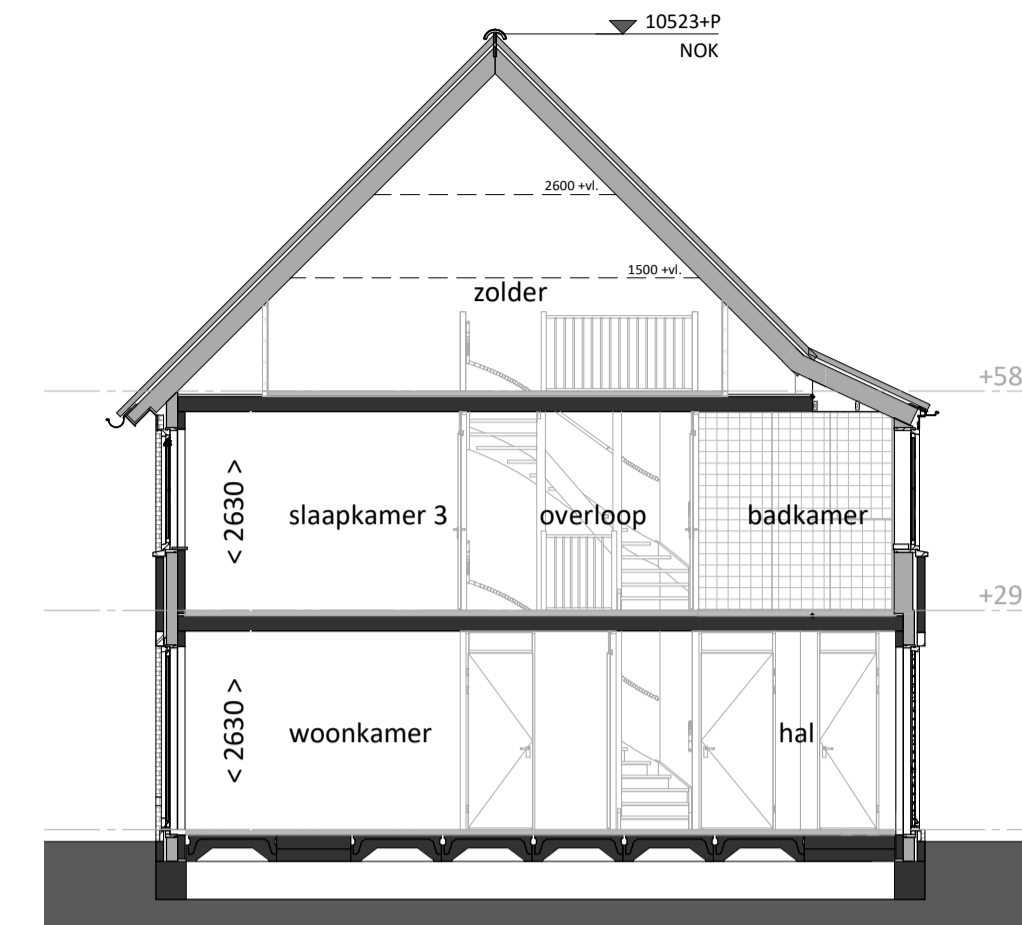 10523+P
NOK
2600 +vl.
1500 +vl.
zolder
+58
< 2630 >
slaapkamer 3
overloop
badkamer
+29
< 2630 >
woonkamer
hal